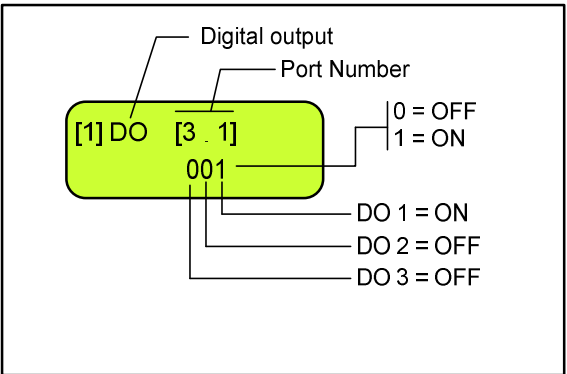 Digital output
Port Number
[1] DO [3 . 1]
001
0 = OFF
1 = ON
DO 1 = ON
DO 2 = OFF
DO 3 = OFF